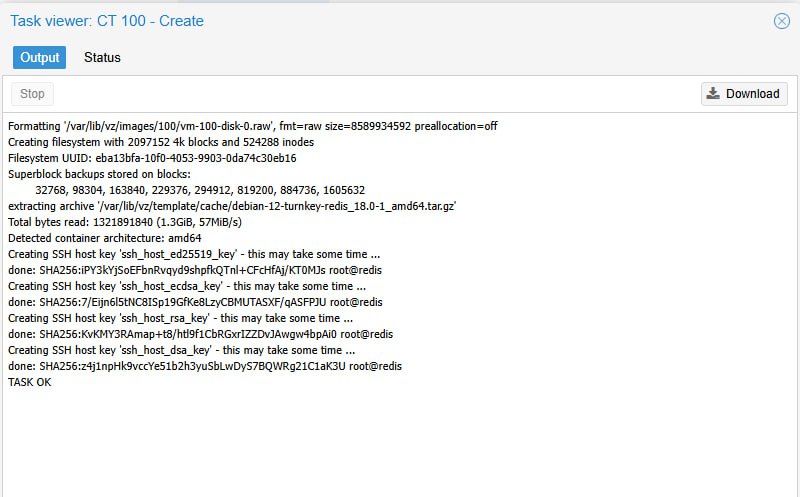 Task viewer: CT 100 - Create
Output Status
Stop Download
Formatting '/var/lib/vz/images/100/vm-100-disk-0.raw', fmt=raw size=8589934592 preallocation=off
Creating filesystem with 2097152 4k blocks and 524288 inodes
Filesystem UUID: eba13bfa-10f0-4053-9903-0da74c30eb16
Superblock backups stored on blocks:
32768, 98304, 163840, 229376, 294912, 819200, 884736, 1605632
extracting archive '/var/lib/vz/template/cache/debian-12-turnkey-redis_18.0-1_amd64.tar.gz'
Total bytes read: 1321891840 (1.3GiB, 57MiB/s)
Detected container architecture: amd64
Creating SSH host key 'ssh_host_ed25519_key' - this may take some time ...
done: SHA256:iPY3kYjSoEFbnRvqyd9shpfkQTnl+CFcHfAj/KT0MJs root@redis
Creating SSH host key 'ssh_host_ecdsa_key' - this may take some time ...
done: SHA256:7/Eijn6l5tNC8ISp19GfKe8LzyCBMUTASXF/qASFPJU root@redis
Creating SSH host key 'ssh_host_rsa_key' - this may take some time ...
done: SHA256:KvKMY3RAmap+t8/htl9f1CbRGxrIZZDvJAwgw4bpAi0 root@redis
Creating SSH host key 'ssh_host_dsa_key' - this may take some time ...
done: SHA256:z4j1npHk9vccYe51b2h3yuSbLwDyS7BQWRg21C1aK3U root@redis
TASK OK